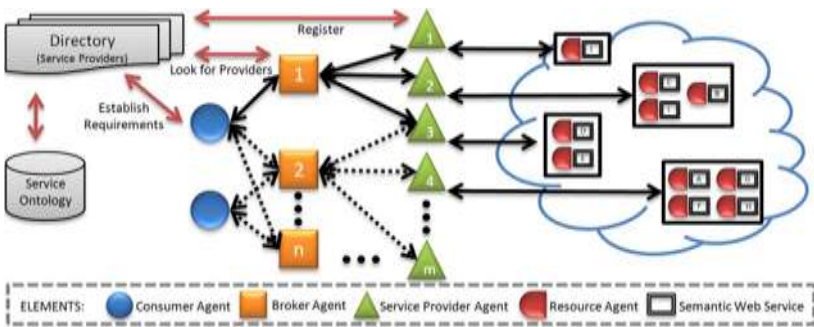 Directory
(Service Providers)
Register
Look for Providers
Establish
Requirements
Service
Ontology
1
2
n
1
2
3
4
m
ELEMENTS:
Consumer Agent
Broker Agent
Service Provider Agent
Resource Agent
Semantic Web Service